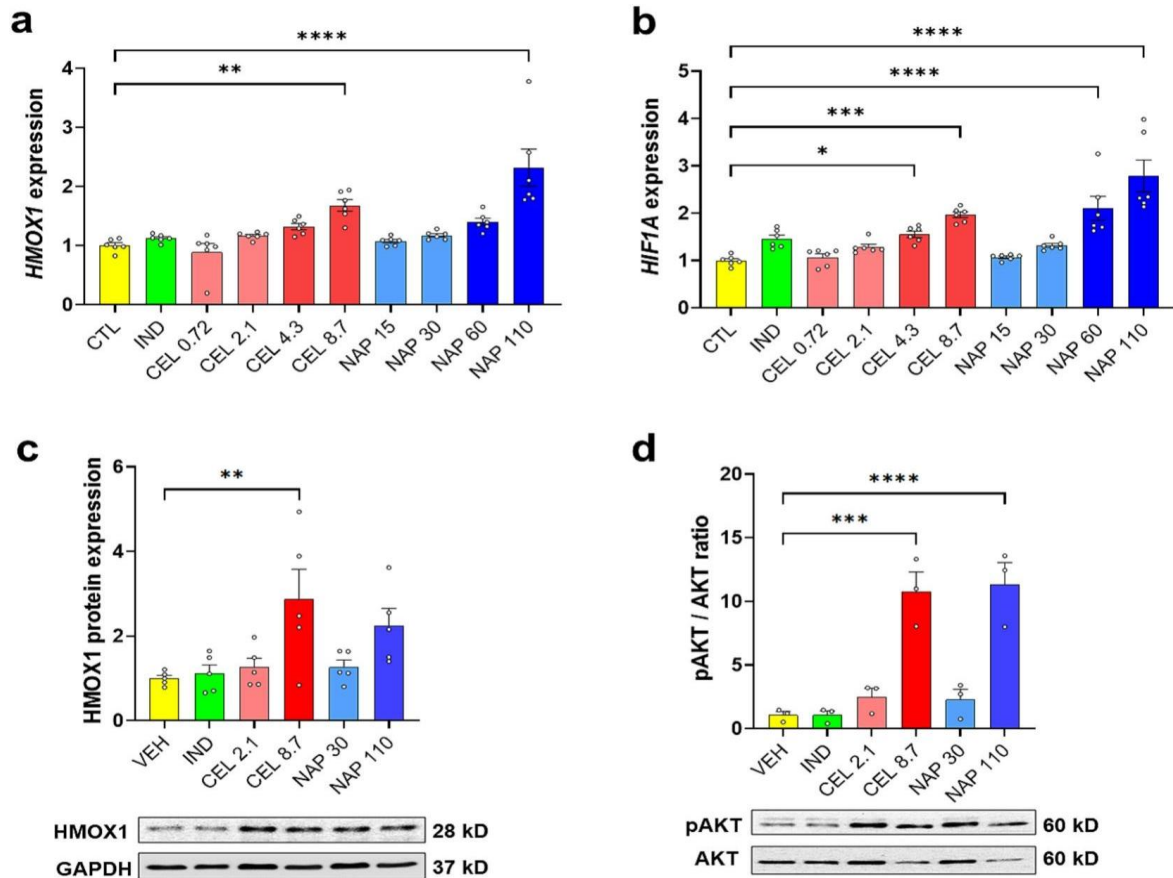 a
HMOX1 expression
4
3
2
1
0
****
**
CTL
IND
CEL 0.72
CEL 2.1
CEL 4.3
CEL 8.7
NAP 15
NAP 30
NAP 60
NAP 110
b
HIF1A expression
5
4
3
2
1
0
****
****
***
*
CTL
IND
CEL 0.72
CEL 2.1
CEL 4.3
CEL 8.7
NAP 15
NAP 30
NAP 60
NAP 110
c
HMOX1 protein expression
6
4
2
0
**
VEH
IND
CEL 2.1
CEL 8.7
NAP 30
NAP 110
HMOX1 28 kD
GAPDH 37 kD
d
pAKT / AKT ratio
20
15
10
5
0
****
***
VEH
IND
CEL 2.1
CEL 8.7
NAP 30
NAP 110
pAKT 60 kD
AKT 60 kD